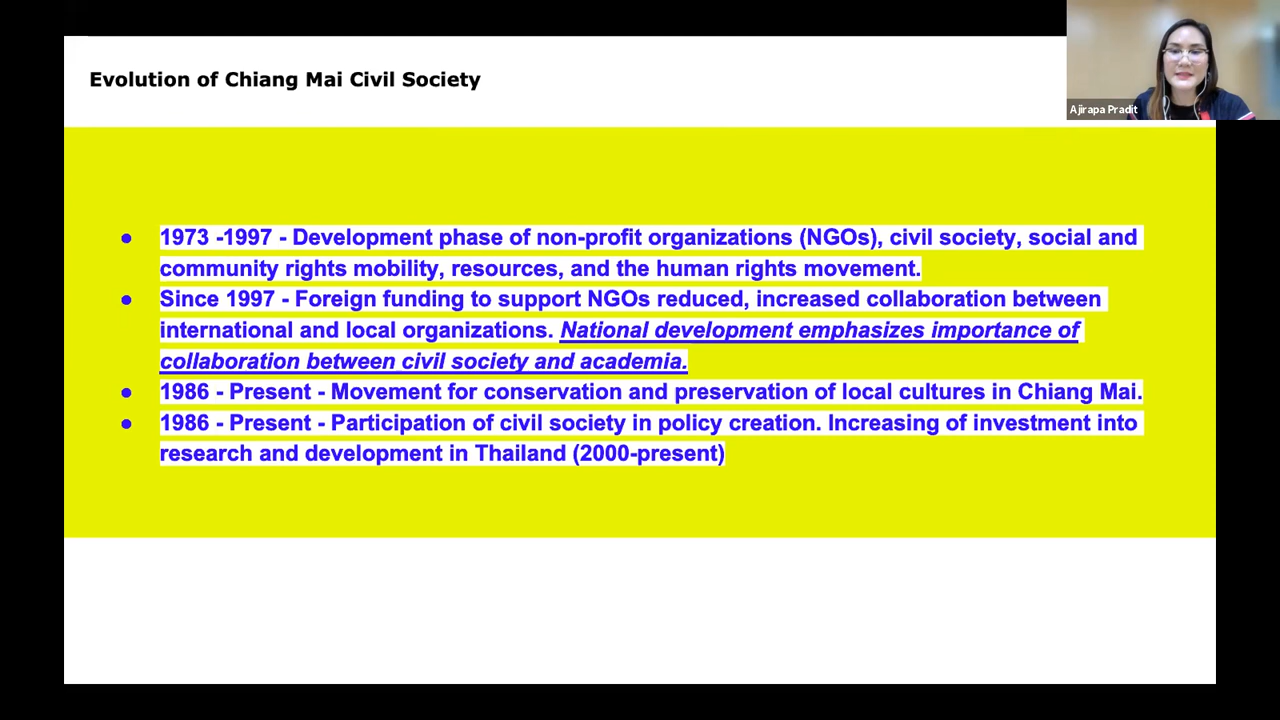 Evolution of Chiang Mai Civil Society
Ajirapa Pradit
● 1973 -1997 - Development phase of non-profit organizations (NGOs), civil society, social and
community rights mobility, resources, and the human rights movement.
● Since 1997 - Foreign funding to support NGOs reduced, increased collaboration between
international and local organizations. National development emphasizes importance of
collaboration between civil society and academia.
● 1986 - Present - Movement for conservation and preservation of local cultures in Chiang Mai.
● 1986 - Present - Participation of civil society in policy creation. Increasing of investment into
research and development in Thailand (2000-present)